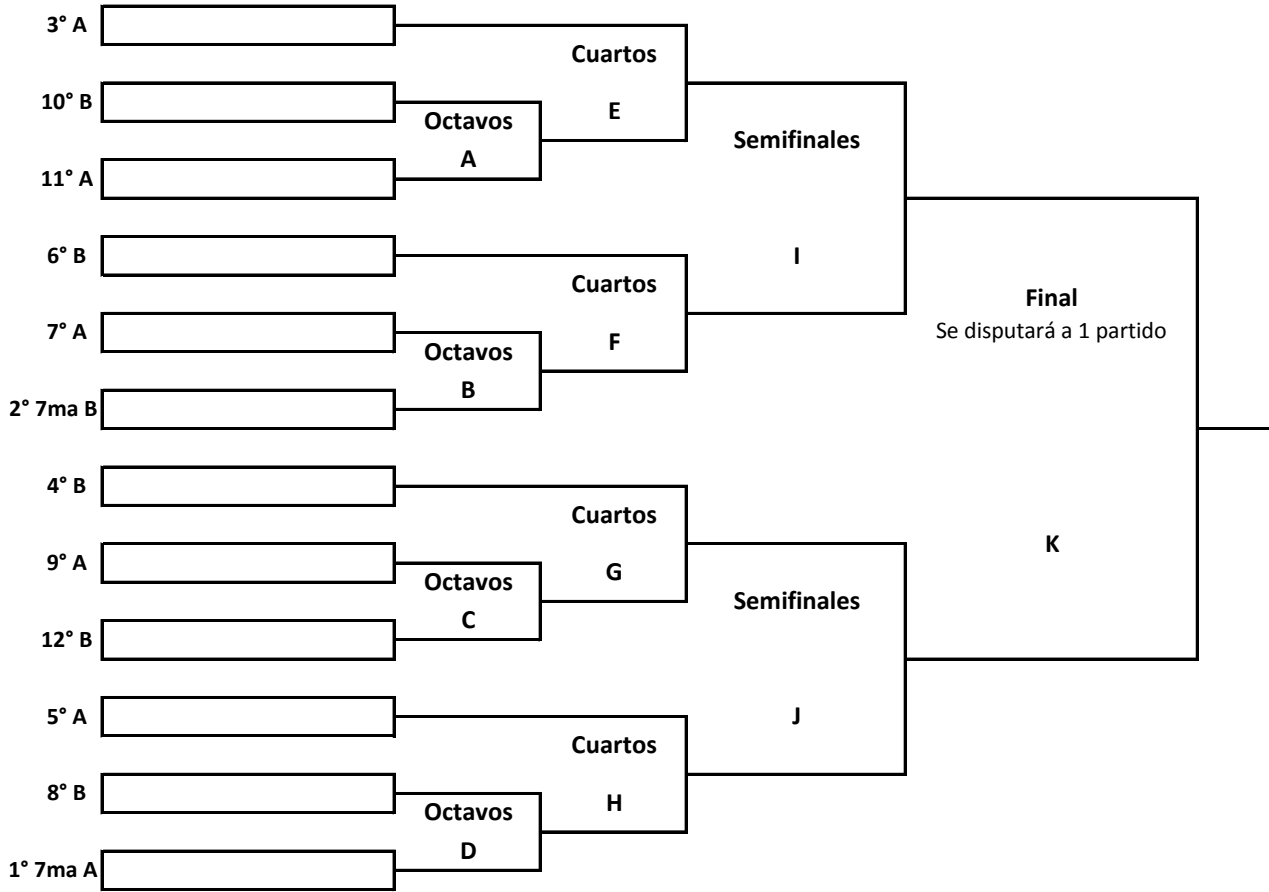 3° A
Cuartos
10° B
E
Octavos
Semifinales
A
11° A
6° B
I
Cuartos
Final
7° A
Se disputará a 1 partido
F
Octavos
B
2° 7ma B
4° B
Cuartos
9° A
K
G
Octavos
Semifinales
C
12° B
5° A
J
Cuartos
8° B
H
Octavos
D
1° 7ma A